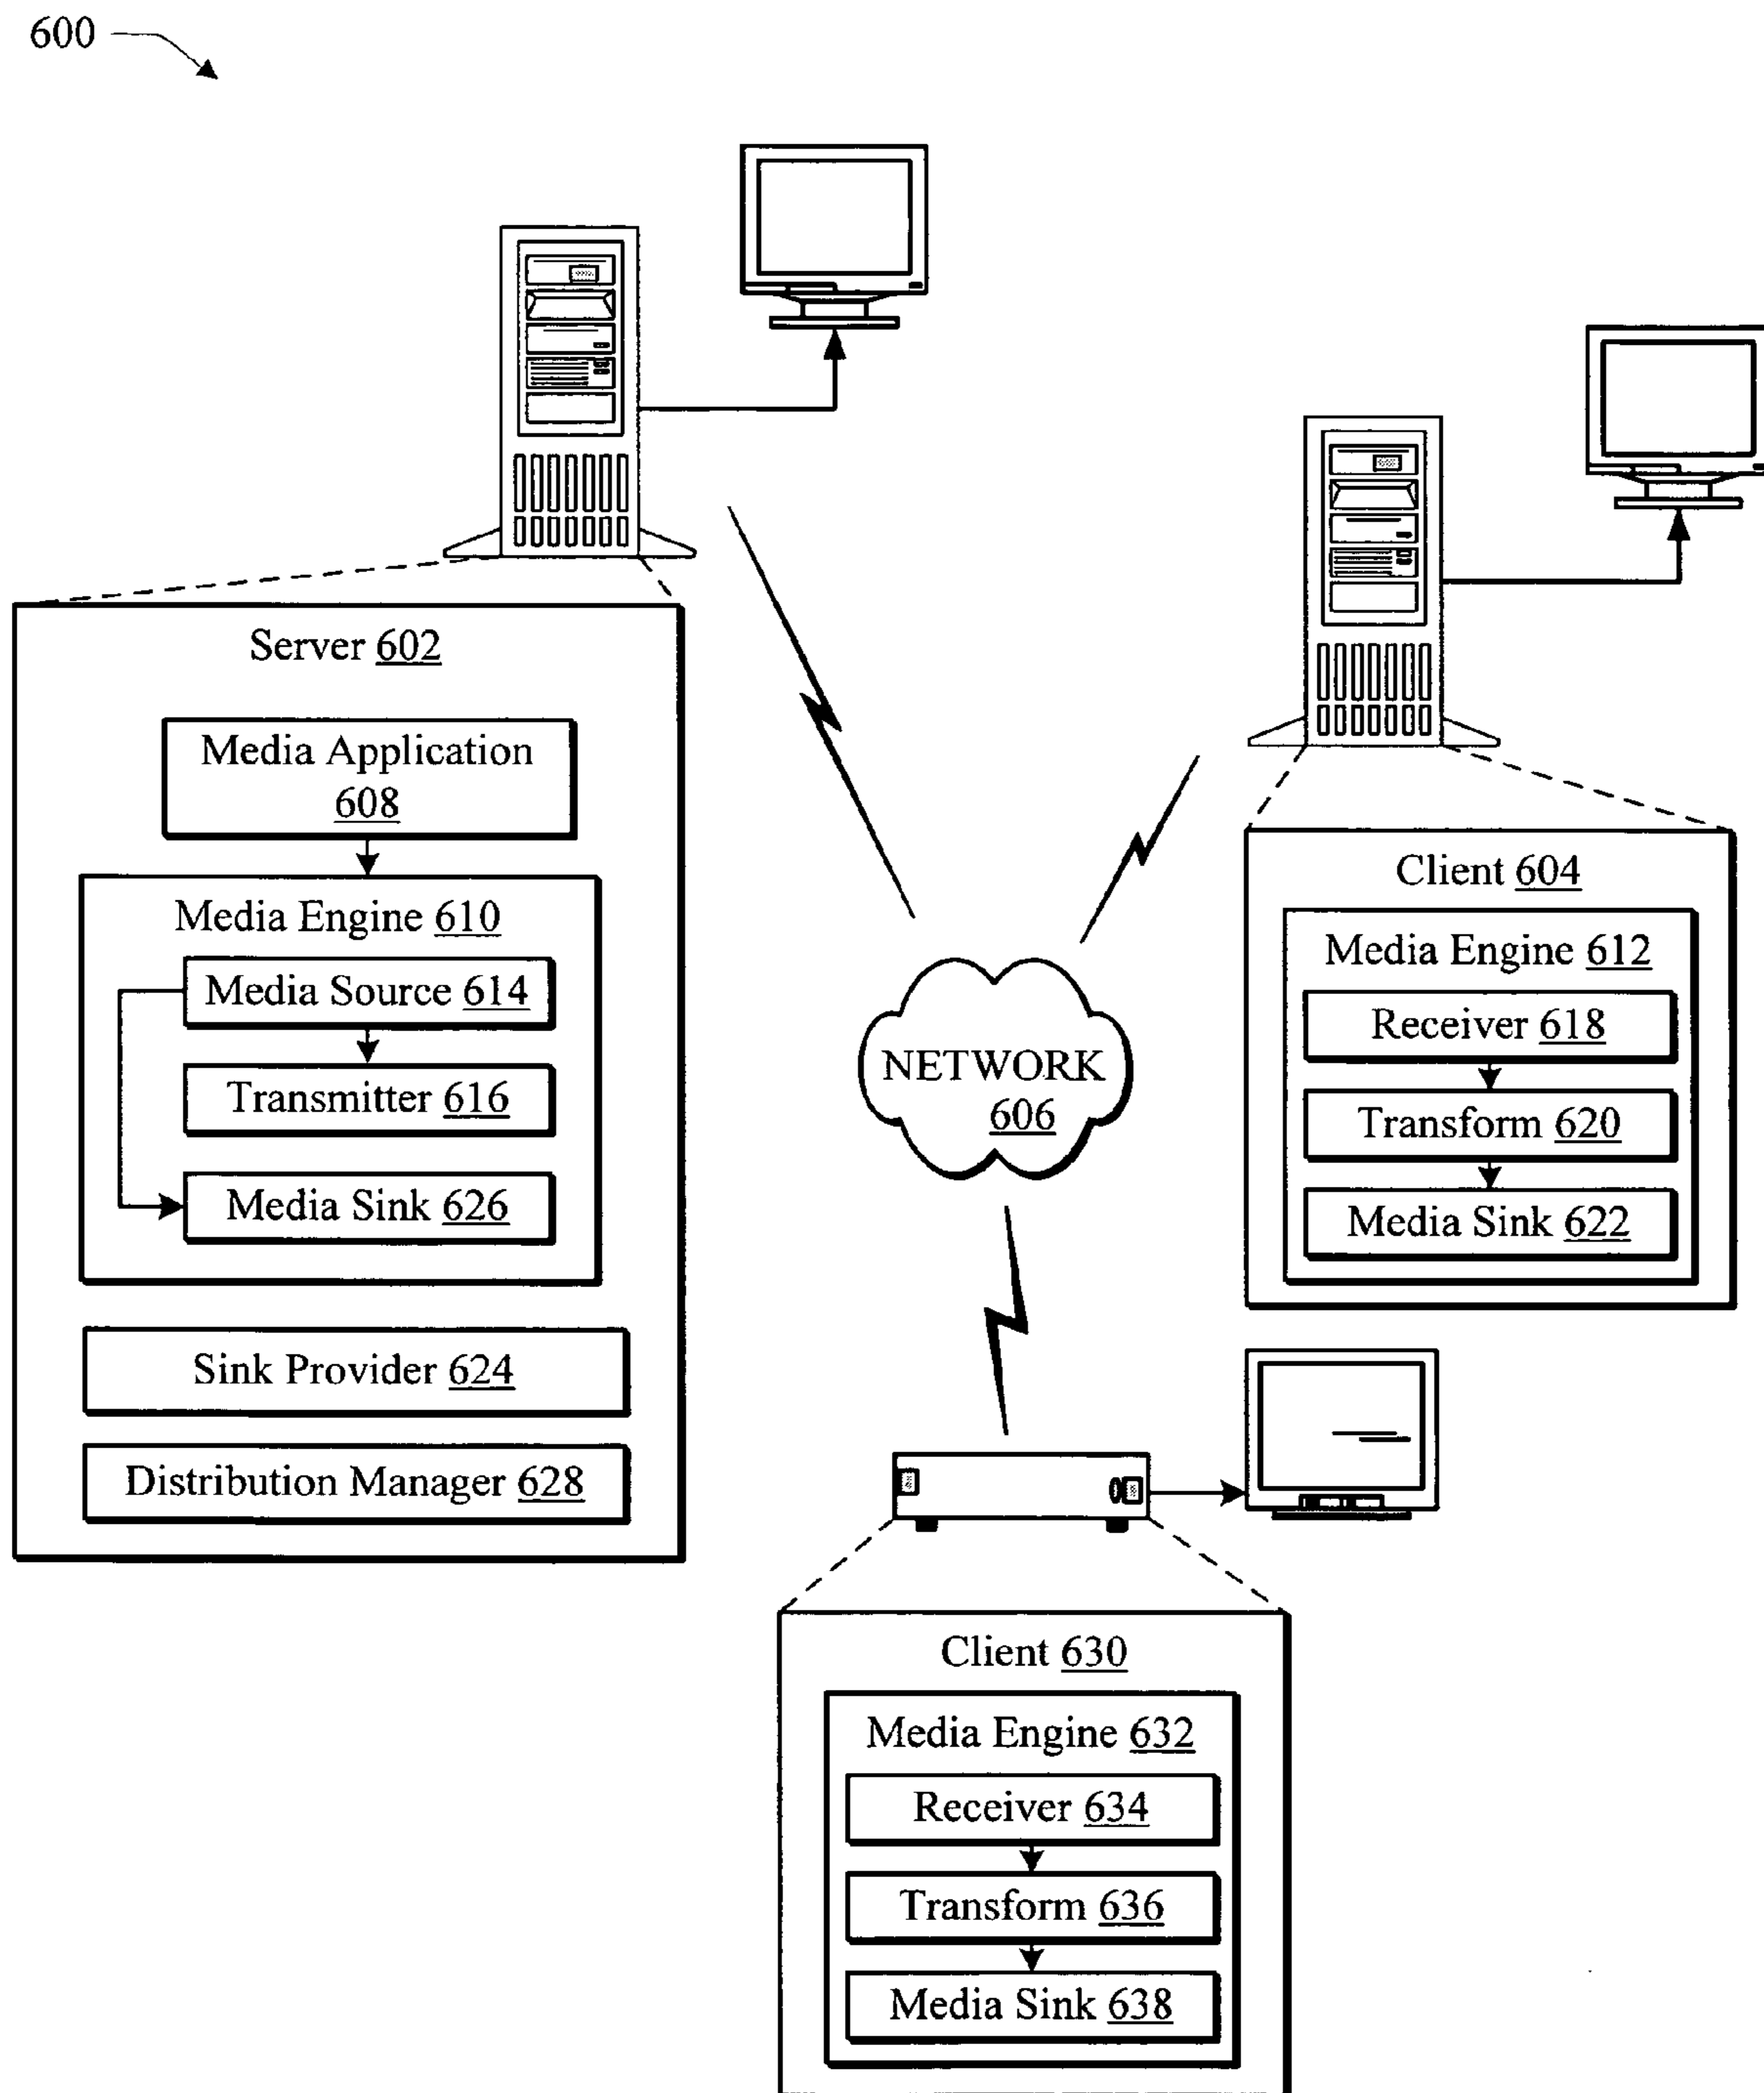 600
Server 602
Media Application
608
Media Engine 610
Media Source 614
Transmitter 616
Media Sink 626
Sink Provider 624
Distribution Manager 628
NETWORK
606
Client 604
Media Engine 612
Receiver 618
Transform 620
Media Sink 622
Client 630
Media Engine 632
Receiver 634
Transform 636
Media Sink 638